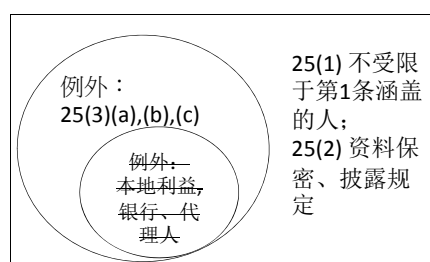 例外：
25(3)(a),(b),(c)
例外：
本地利益,
银行、代
理人
25(1) 不受限
于第1条涵盖
的人；
25(2) 资料保
密、披露规
定